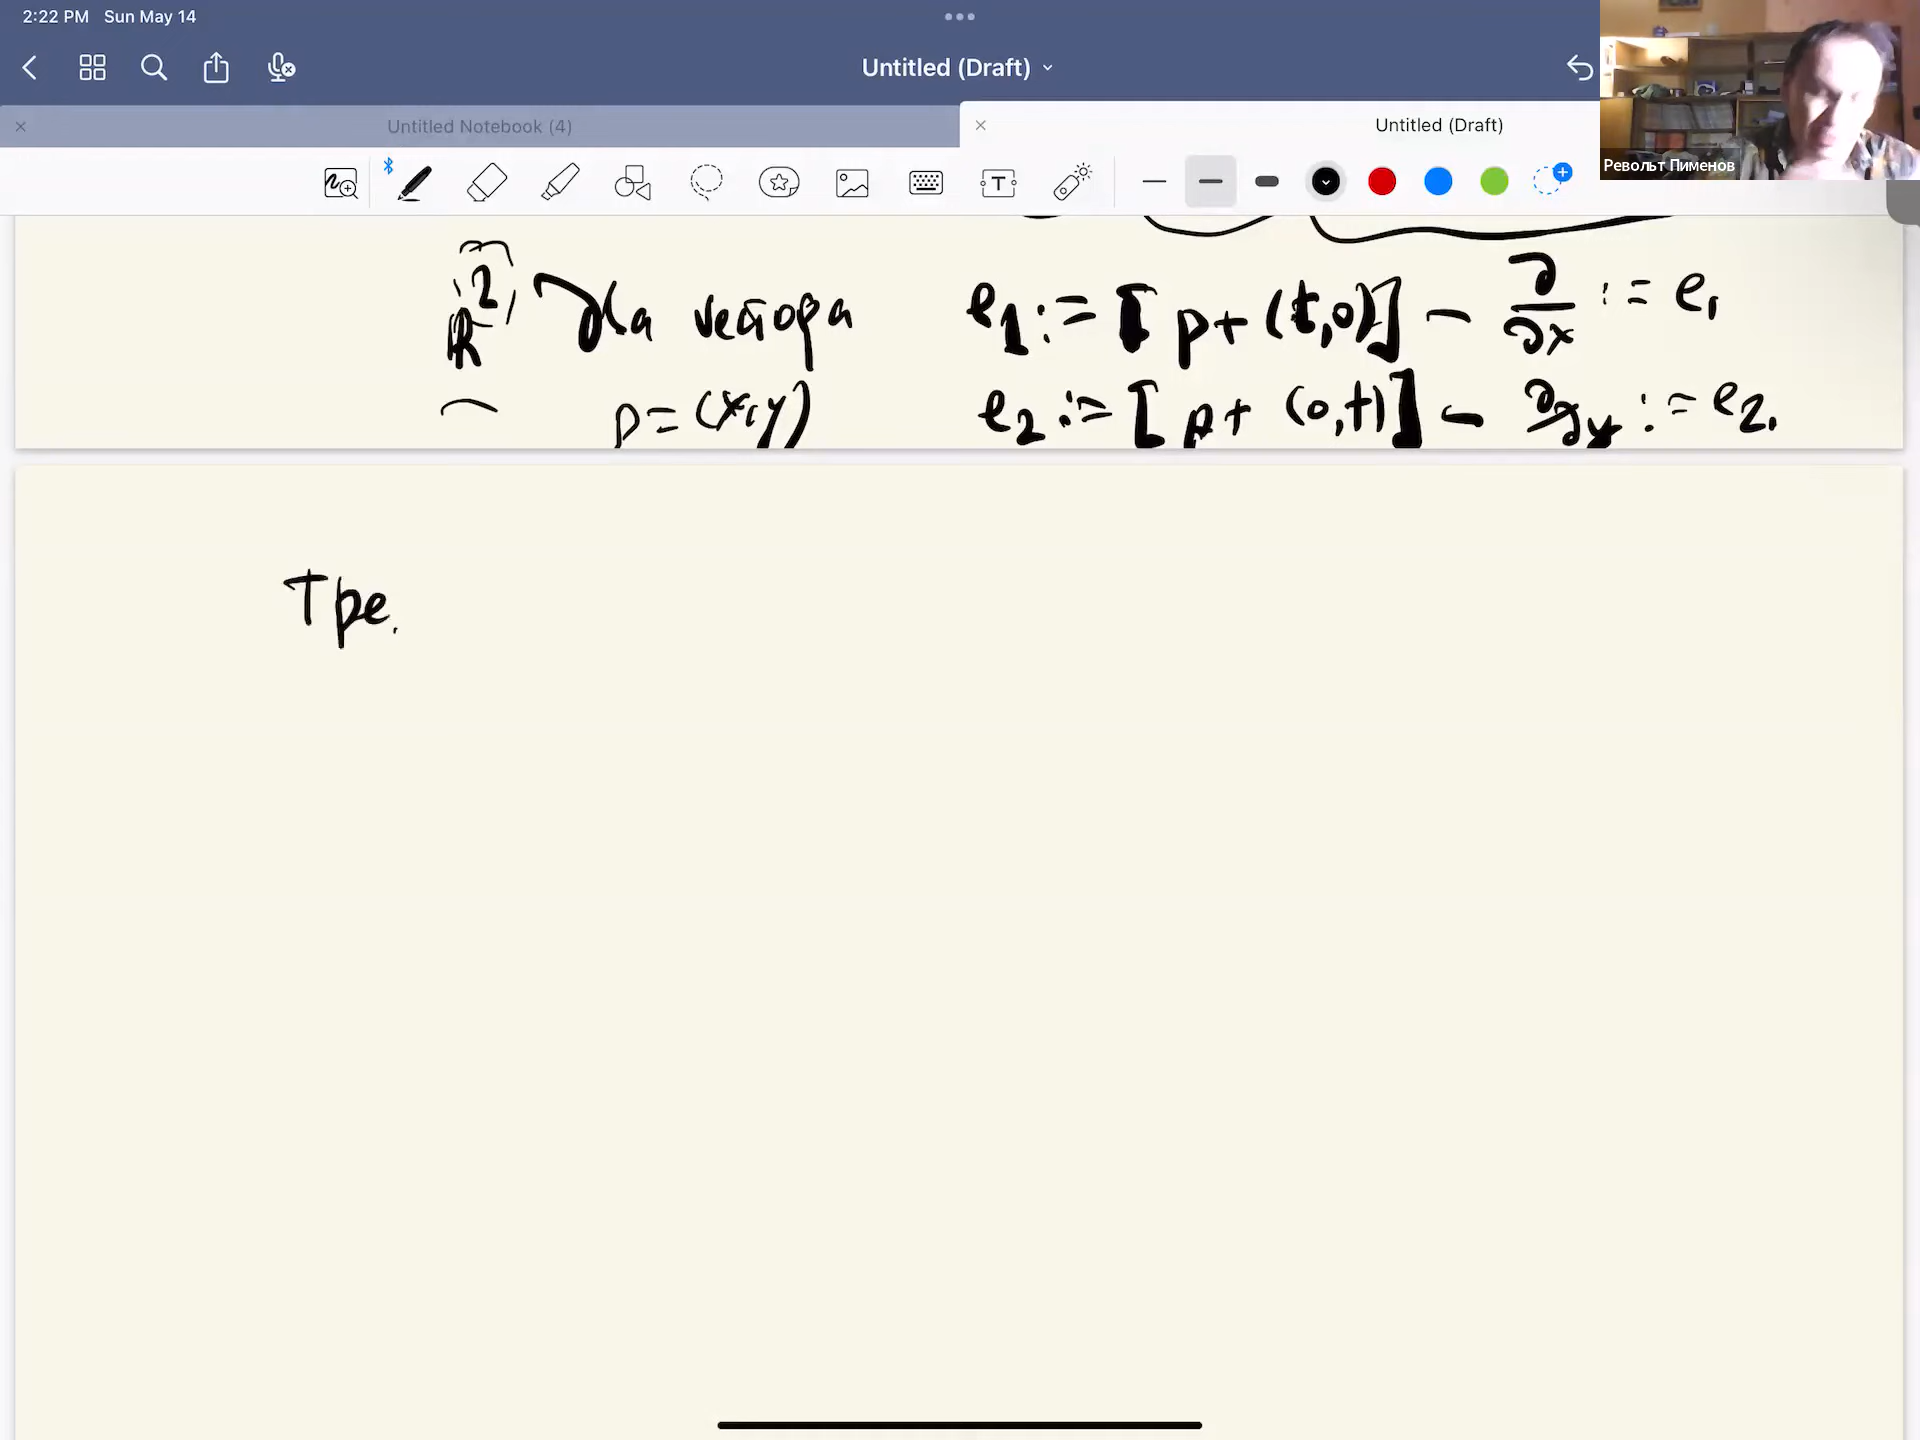 2:22 PM Sun May 14
Untitled (Draft)
Untitled Notebook (4)
Untitled (Draft)
Револьт Пименов
ℝ² Два вектора e₁ := [p + (t,0)] – ∂/∂x := e₁
p = (x,y) e₂ := [p + (0,t)] – ∂/∂y := e₂.
Тре.